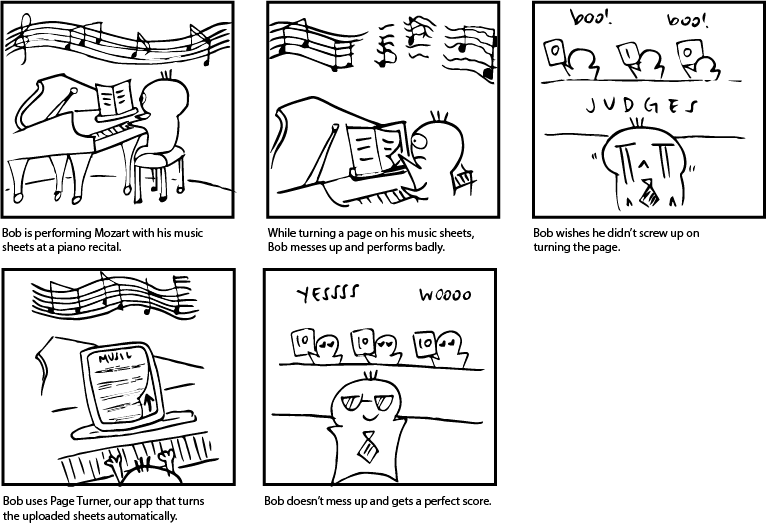 boo! boo!
0 1 0
JUDGES
Bob is performing Mozart with his music
sheets at a piano recital.
While turning a page on his music sheets,
Bob messes up and performs badly.
Bob wishes he didn't screw up on
turning the page.
MUSIC
YESSSS WOOOO
10 10 10
Bob uses Page Turner, our app that turns
the uploaded sheets automatically.
Bob doesn't mess up and gets a perfect score.